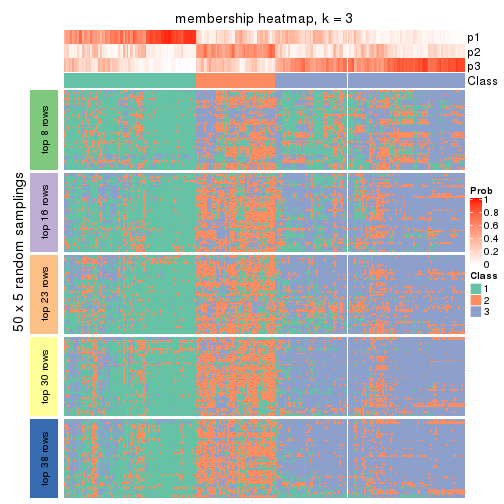 membership heatmap, k = 3
p1
p2
p3
Class
50 x 5 random samplings
top 8 rows
top 16 rows
top 23 rows
top 30 rows
top 38 rows
Prob
1
0.8
0.6
0.4
0.2
0
Class
1
2
3